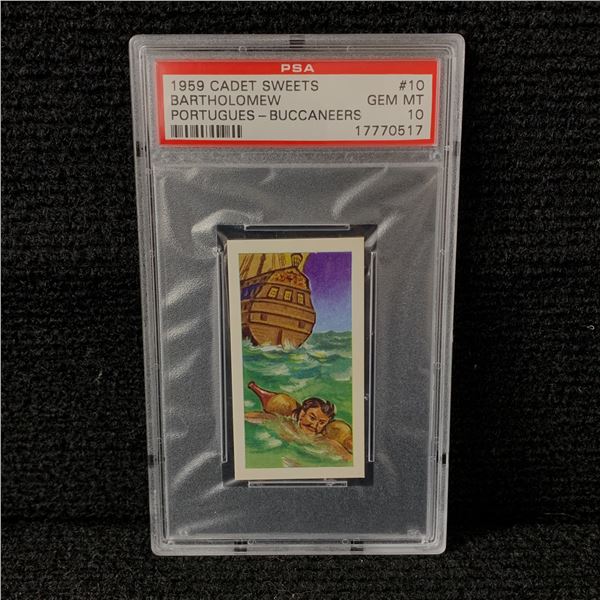 PSA
1959 CADET SWEETS #10
BARTHOLOMEW GEM MT
PORTUGUES - BUCCANEERS 10
17770517